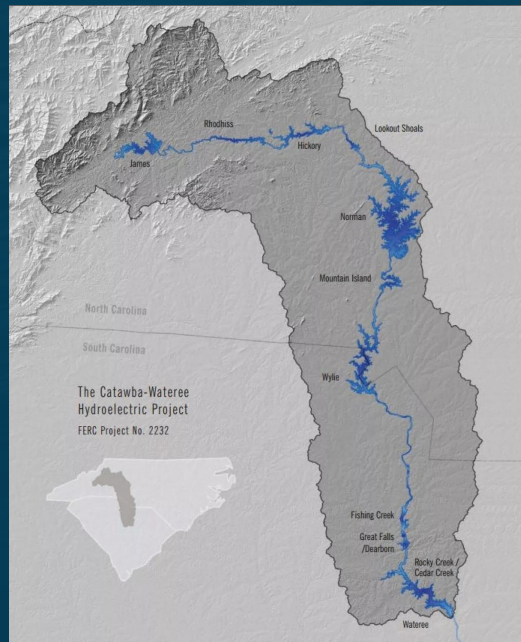 Rhodhiss
Lookout Shoals
Hickory
James
Norman
Mountain Island
North Carolina
South Carolina
Wylie
The Catawba-Wateree
Hydroelectric Project
FERC Project No. 2232
Fishing Creek
Great Falls
/Dearborn
Rocky Creek /
Cedar Creek
Wateree